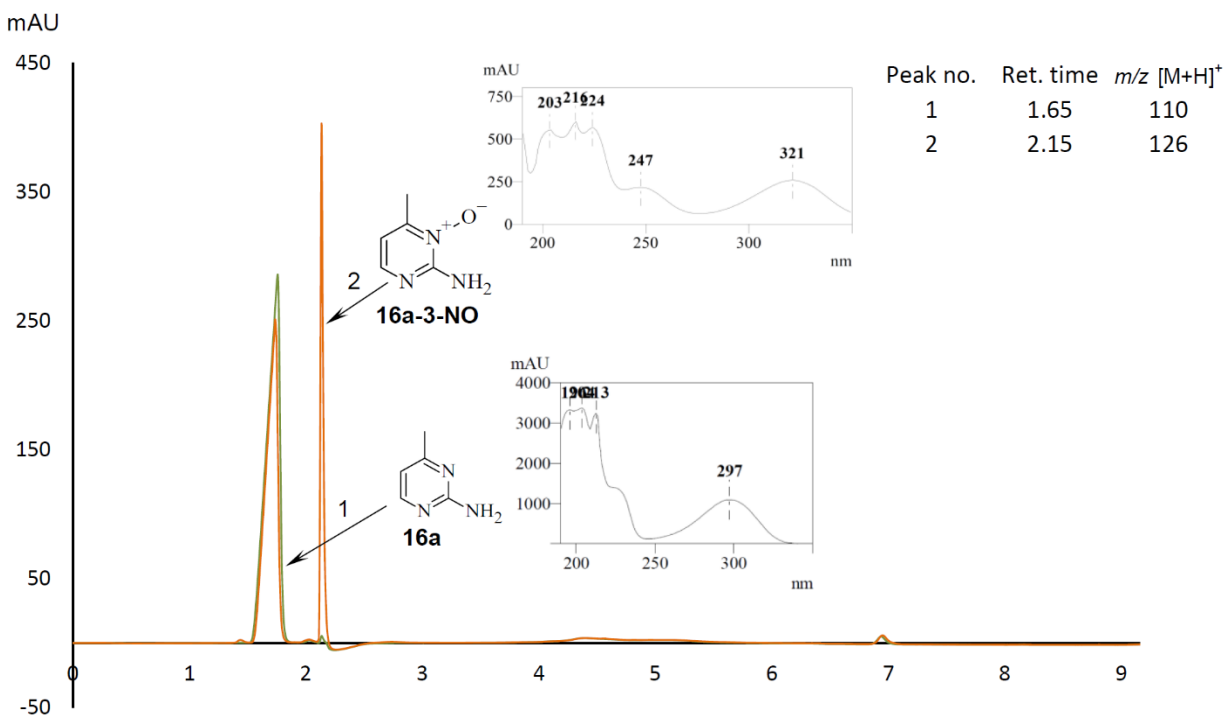 mAU
450
350
250
150
50
-50
0 1 2 3 4 5 6 7 8 9
Peak no. Ret. time m/z [M+H]+
1 1.65 110
2 2.15 126
mAU
750
500
250
0
203 216 224
247
321
200 250 300
nm
O−
N+
N
NH2
16a-3-NO
2
mAU
4000
3000
2000
1000
213
297
200 250 300
nm
N
N
NH2
16a
1